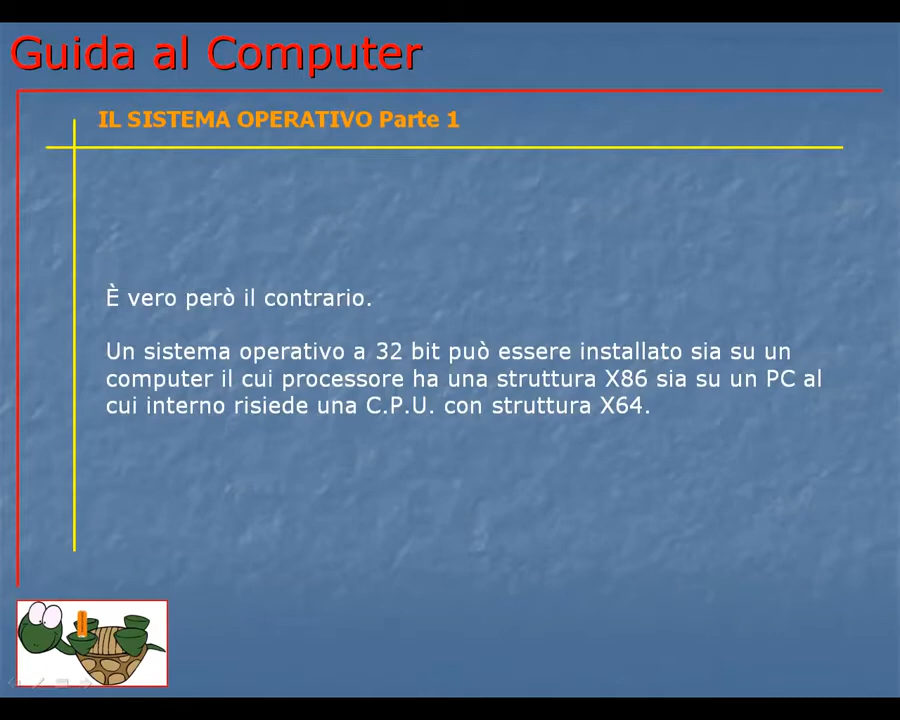 Guida al Computer
IL SISTEMA OPERATIVO Parte 1
È vero però il contrario.
Un sistema operativo a 32 bit può essere installato sia su un
computer il cui processore ha una struttura X86 sia su un PC al
cui interno risiede una C.P.U. con struttura X64.